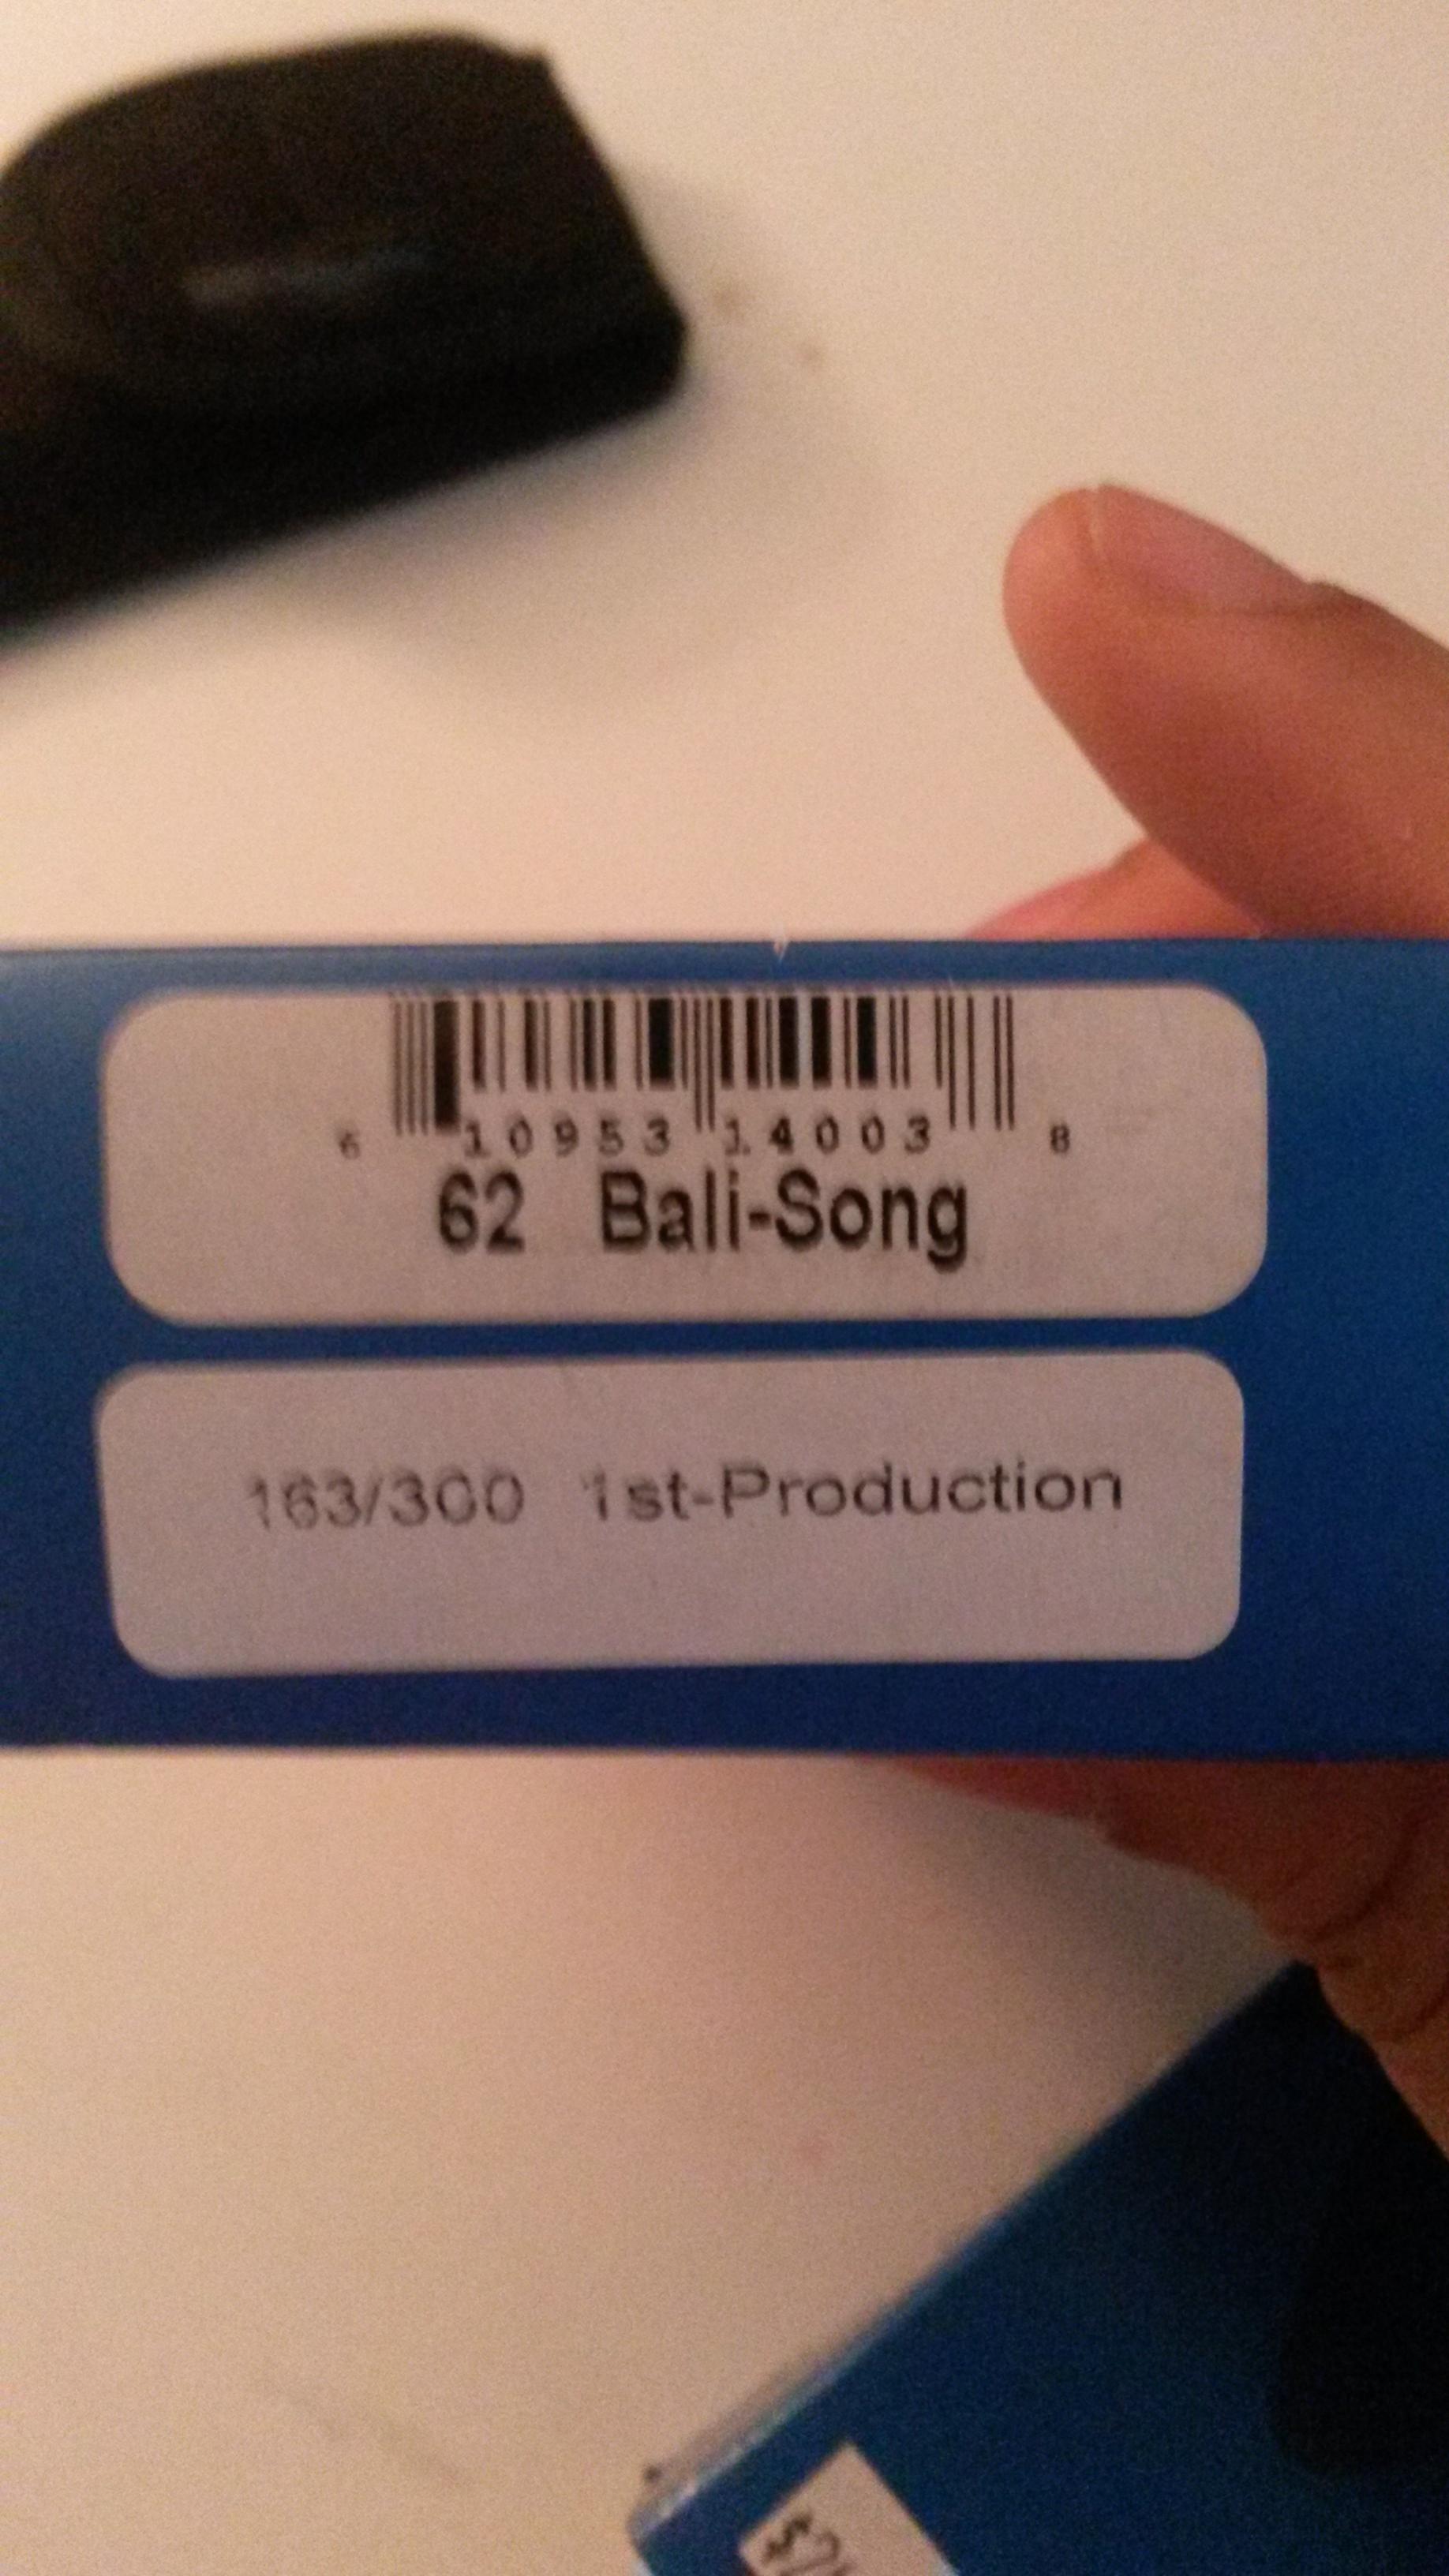 6 10953 14003 8
62 Bali-Song
163/300 1st-Production